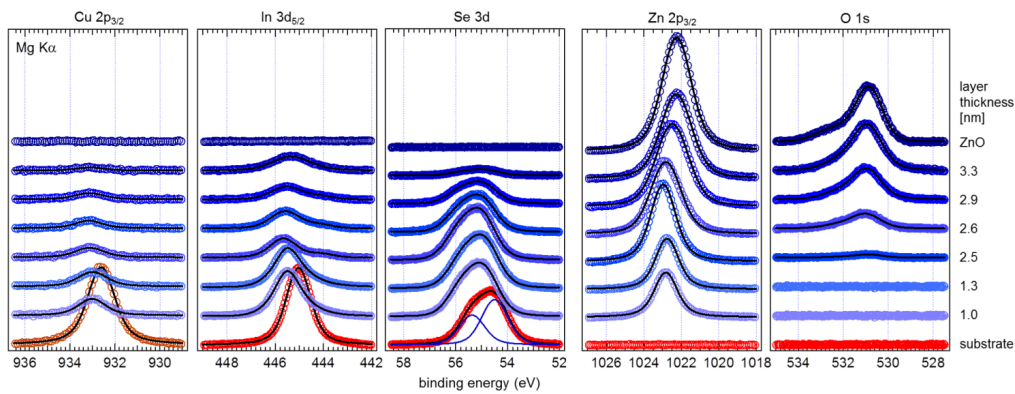 Cu 2p3/2 In 3d5/2 Se 3d Zn 2p3/2 O 1s
Mg Kα
layer
thickness
[nm]
ZnO
3.3
2.9
2.6
2.5
1.3
1.0
substrate
936 934 932 930 448 446 444 442 58 56 54 52 1026 1024 1022 1020 1018 534 532 530 528
binding energy (eV)